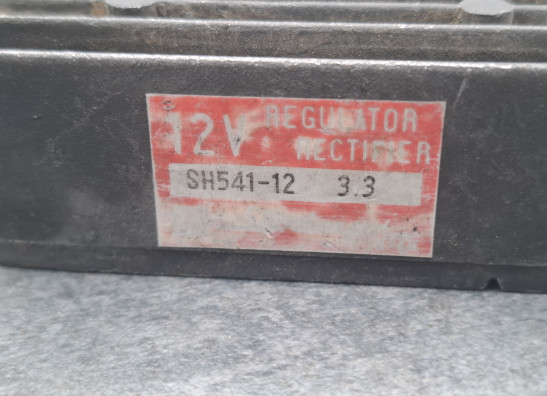 12V REGULATOR
RECTIFIER
SH541-12 3.3